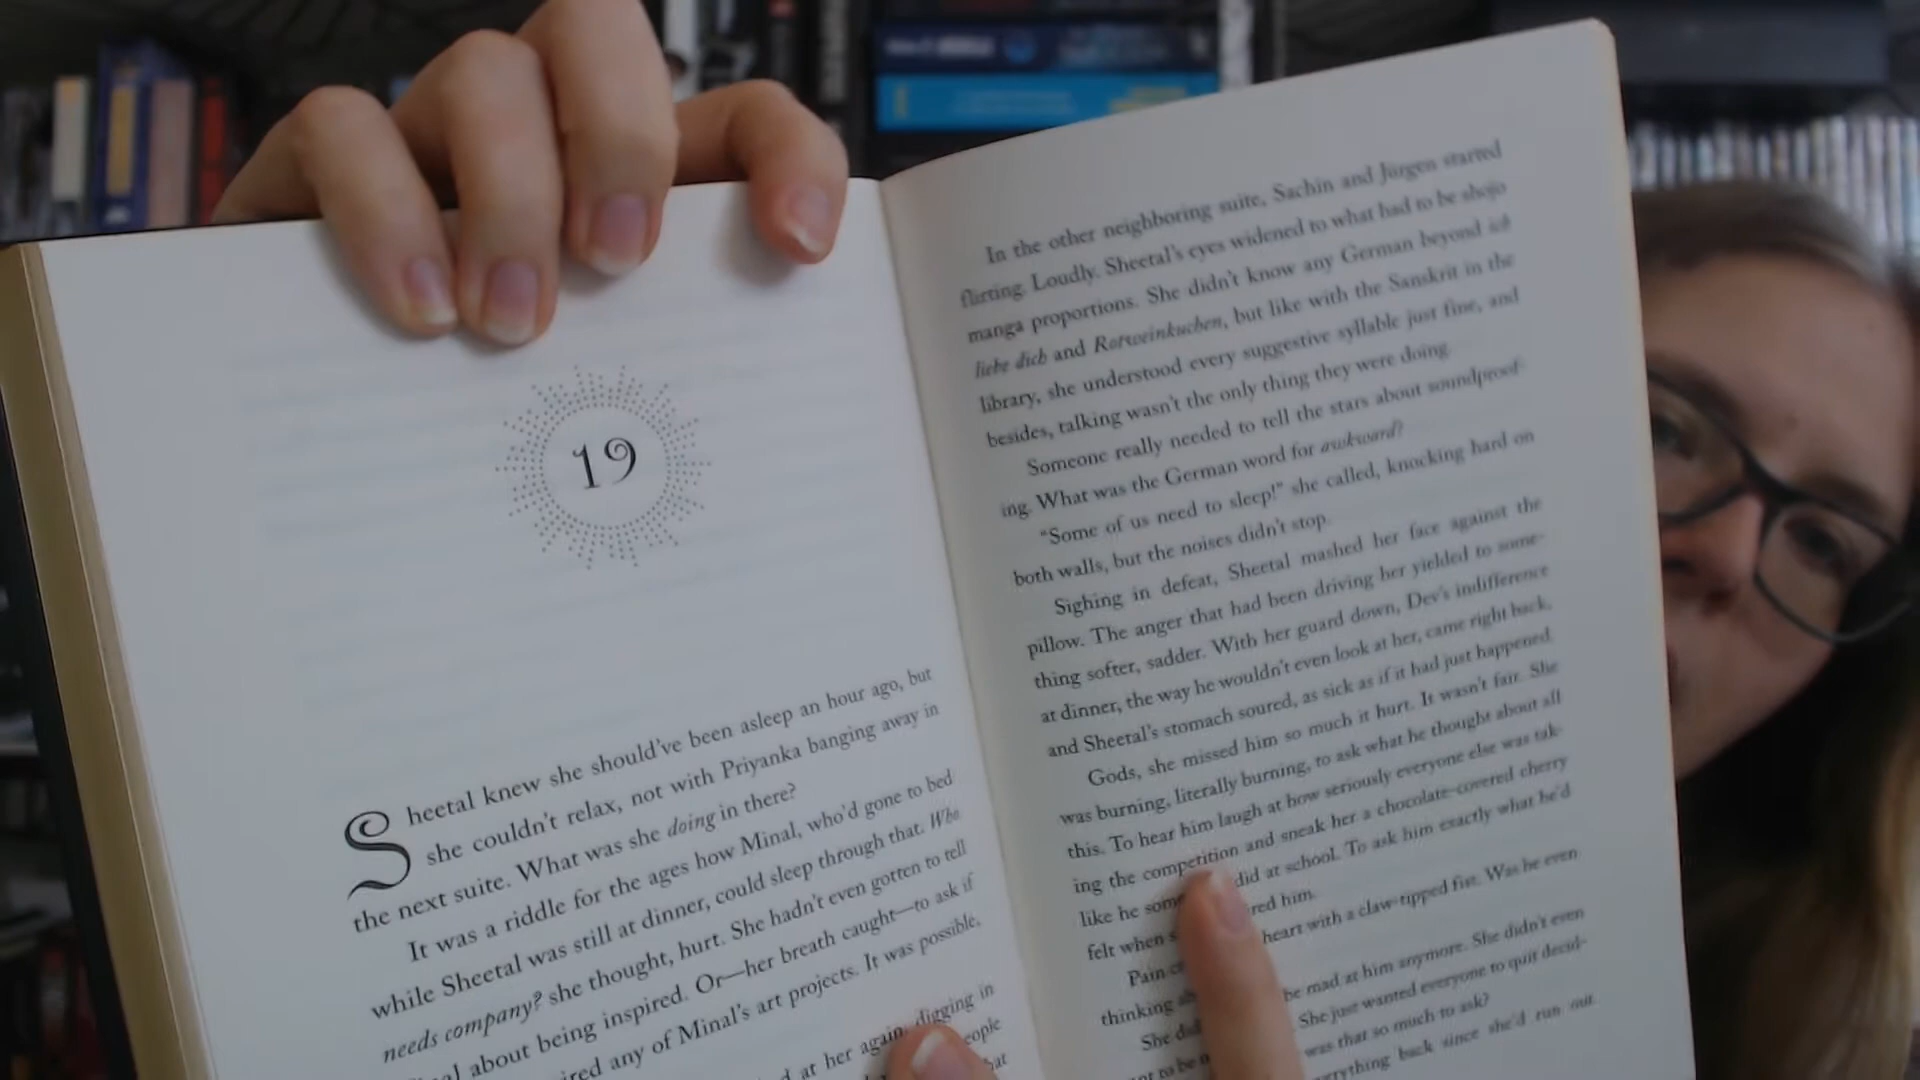 19
Sheetal knew she should've been asleep an hour ago, but
she couldn't relax, not with Priyanka banging away in
the next suite. What was she doing in there?
It was a riddle for the ages how Minal, who'd gone to bed
while Sheetal was still at dinner, could sleep through that. Who
needs company? she thought, hurt. She hadn't even gotten to tell
about being inspired. Or—her breath caught—to ask if
any of Minal's art projects. It was possible,
at her again, digging in
In the other neighboring suite, Sachin and Jürgen started
flirting. Loudly. Sheetal's eyes widened to what had to be shojo
manga proportions. She didn't know any German beyond ich
liebe dich and Rotweinkuchen, but like with the Sanskrit in the
library, she understood every suggestive syllable just fine, and
besides, talking wasn't the only thing they were doing.
Someone really needed to tell the stars about soundproof-
ing. What was the German word for awkward?
"Some of us need to sleep!" she called, knocking hard on
both walls, but the noises didn't stop.
Sighing in defeat, Sheetal mashed her face against the
pillow. The anger that had been driving her yielded to some-
thing softer, sadder. With her guard down, Dev's indifference
at dinner, the way he wouldn't even look at her, came right back,
and Sheetal's stomach soured, as sick as if it had just happened.
Gods, she missed him so much it hurt. It wasn't fair. She
was burning, literally burning, to ask what he thought about all
this. To hear him laugh at how seriously everyone else was tak-
ing the competition and sneak her a chocolate-covered cherry
like he some did at school. To ask him exactly what he'd
felt when s red him.
Pain c heart with a claw-tipped fist. Was he even
thinking
She did be mad at him anymore. She didn't even
She just wanted everyone to quit decid-
was that so much to ask?
back since she'd run out